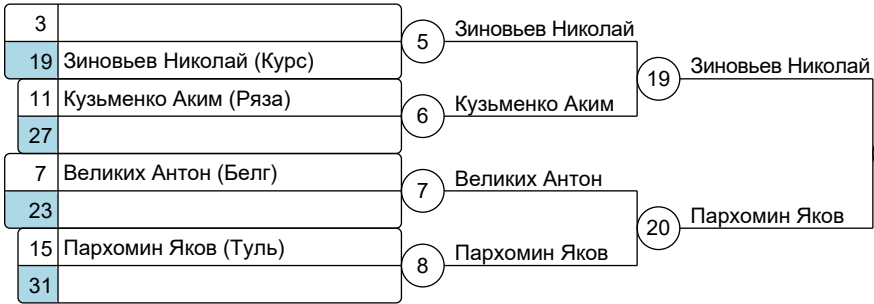 3
5
Зиновьев Николай
19 Зиновьев Николай (Курс)
19
Зиновьев Николай
11 Кузьменко Аким (Ряза)
6
Кузьменко Аким
27
7 Великих Антон (Белг)
7
Великих Антон
23
20
Пархомин Яков
15 Пархомин Яков (Туль)
8
Пархомин Яков
31